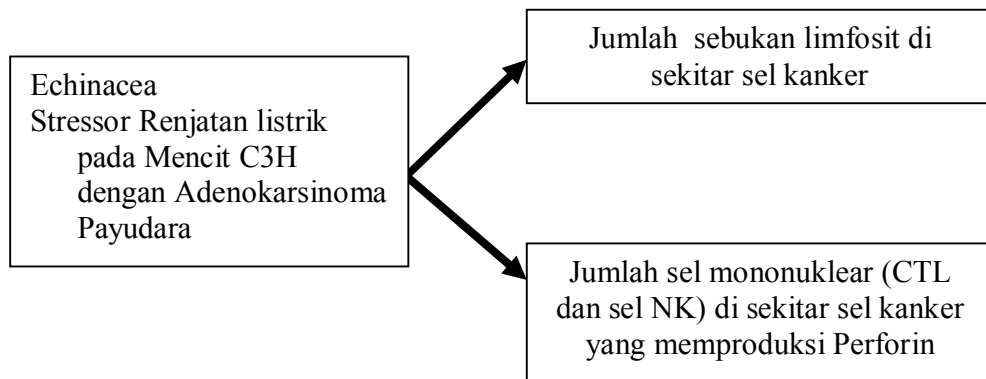 Echinacea
Stressor Renjatan listrik
pada Mencit C3H
dengan Adenokarsinoma
Payudara
Jumlah sebukan limfosit di
sekitar sel kanker
Jumlah sel mononuklear (CTL
dan sel NK) di sekitar sel kanker
yang memproduksi Perforin